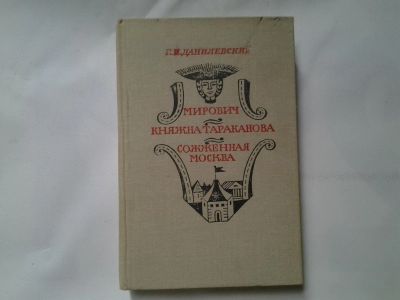 Г.П. ДАНИЛЕВСКИЙ
МИРОВИЧ
КНЯЖНА ТАРАКАНОВА
СОЖЖЕННАЯ
МОСКВА